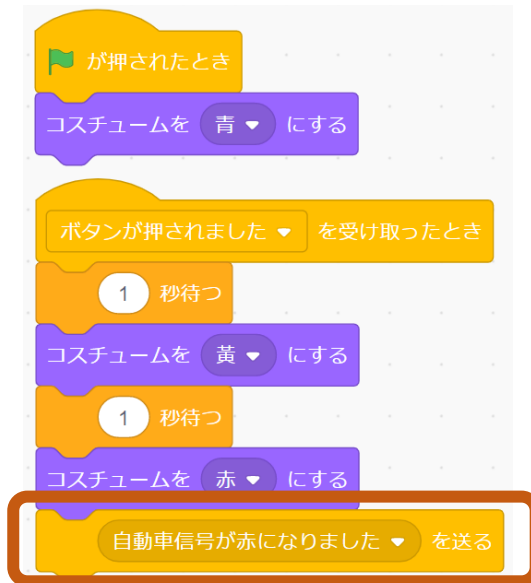 が押されたとき
コスチュームを 青 にする
ボタンが押されました を受け取ったとき
1 秒待つ
コスチュームを 黄 にする
1 秒待つ
コスチュームを 赤 にする
自動車信号が赤になりました を送る